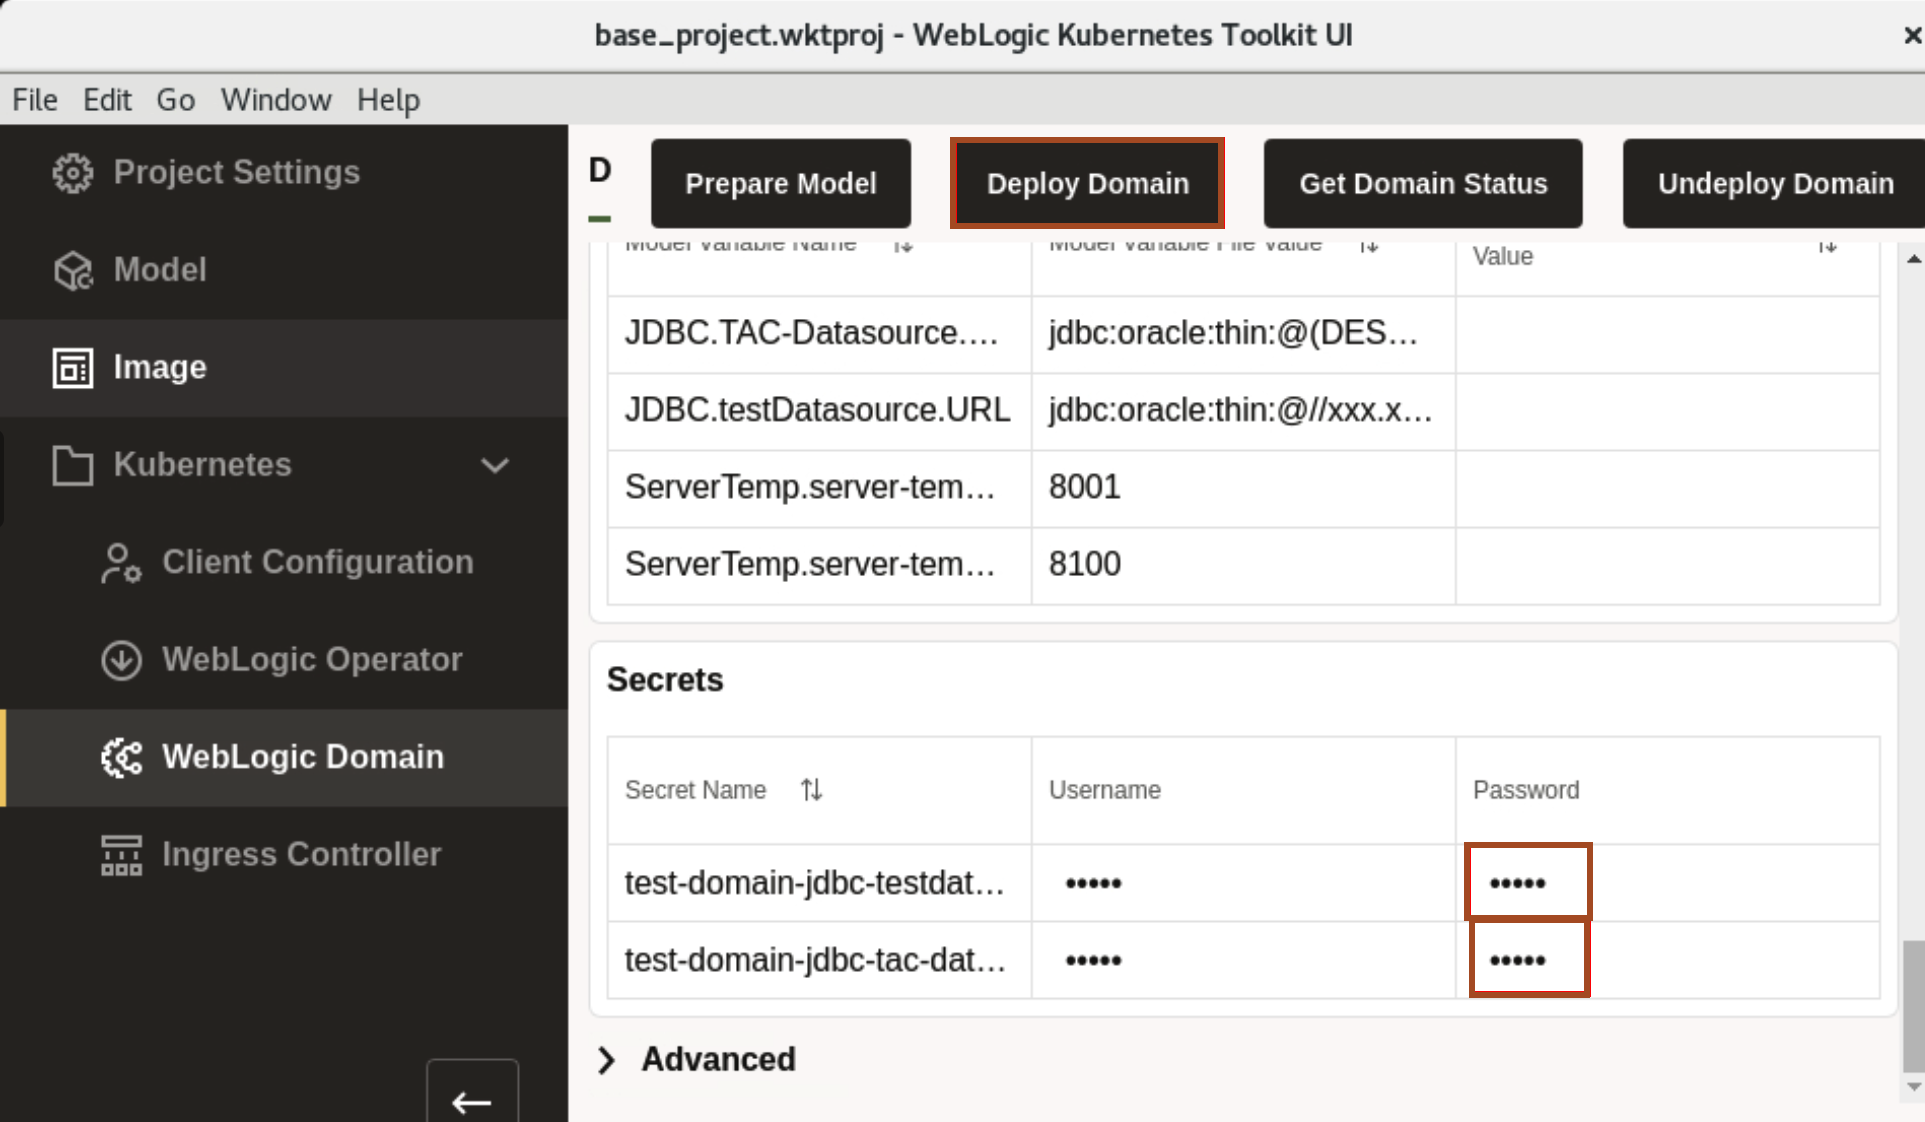 base_project.wktproj - WebLogic Kubernetes Toolkit UI
File Edit Go Window Help
Project Settings
Model
Image
Kubernetes
Client Configuration
WebLogic Operator
WebLogic Domain
Ingress Controller
D
Prepare Model
Deploy Domain
Get Domain Status
Undeploy Domain
Model Variable Name Model Variable File Value Value
JDBC.TAC-Datasource.... jdbc:oracle:thin:@(DES...
JDBC.testDatasource.URL jdbc:oracle:thin:@//xxx.x...
ServerTemp.server-tem... 8001
ServerTemp.server-tem... 8100
Secrets
Secret Name Username Password
test-domain-jdbc-testdat... ••••• •••••
test-domain-jdbc-tac-dat... ••••• •••••
Advanced